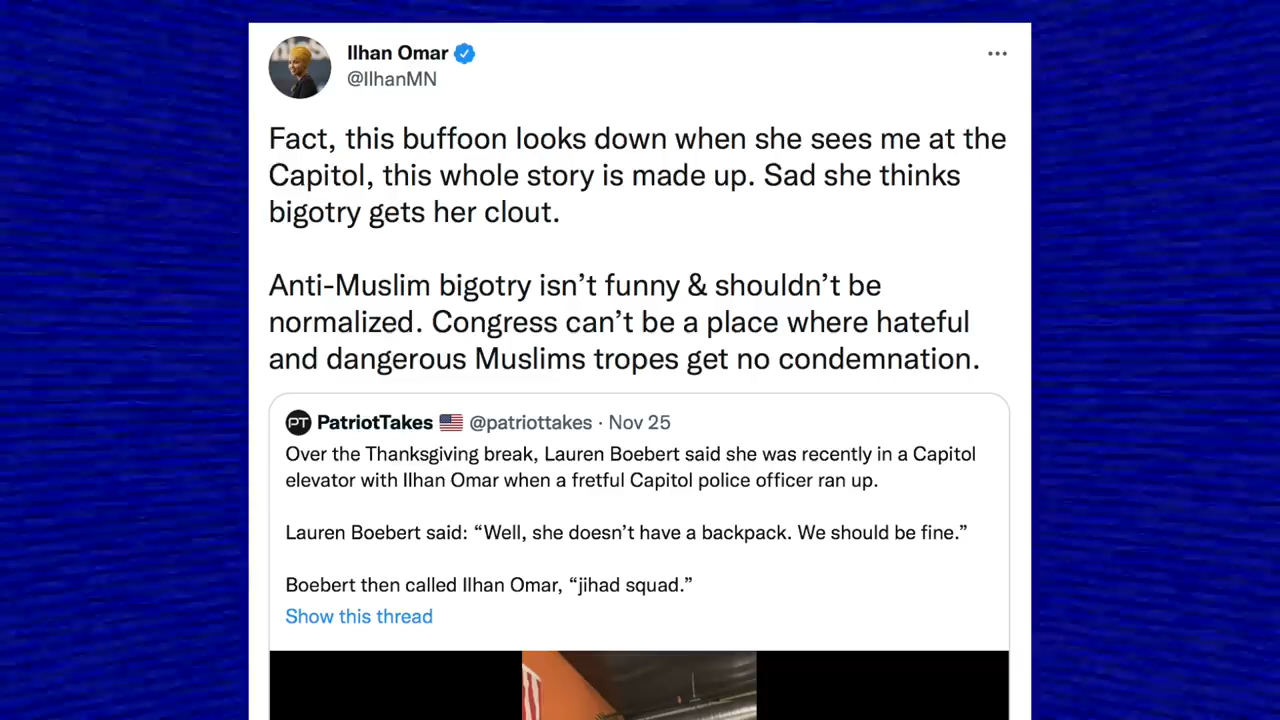 Ilhan Omar
@IlhanMN
Fact, this buffoon looks down when she sees me at the
Capitol, this whole story is made up. Sad she thinks
bigotry gets her clout.
Anti-Muslim bigotry isn’t funny & shouldn’t be
normalized. Congress can’t be a place where hateful
and dangerous Muslims tropes get no condemnation.
PT PatriotTakes 🇺🇸 @patriottakes · Nov 25
Over the Thanksgiving break, Lauren Boebert said she was recently in a Capitol
elevator with Ilhan Omar when a fretful Capitol police officer ran up.
Lauren Boebert said: “Well, she doesn’t have a backpack. We should be fine.”
Boebert then called Ilhan Omar, “jihad squad.”
Show this thread